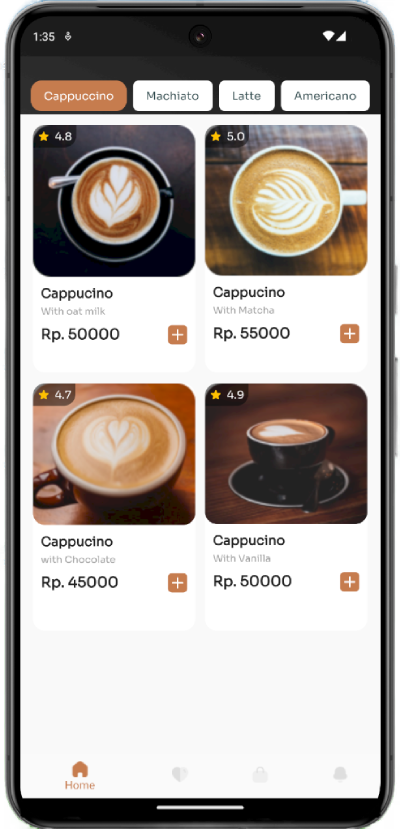 1:35
Cappuccino Machiato Latte Americano
4.8 5.0
Cappucino Cappucino
With oat milk With Matcha
Rp. 50000 Rp. 55000
4.7 4.9
Cappucino Cappucino
with Chocolate With Vanilla
Rp. 45000 Rp. 50000
Home